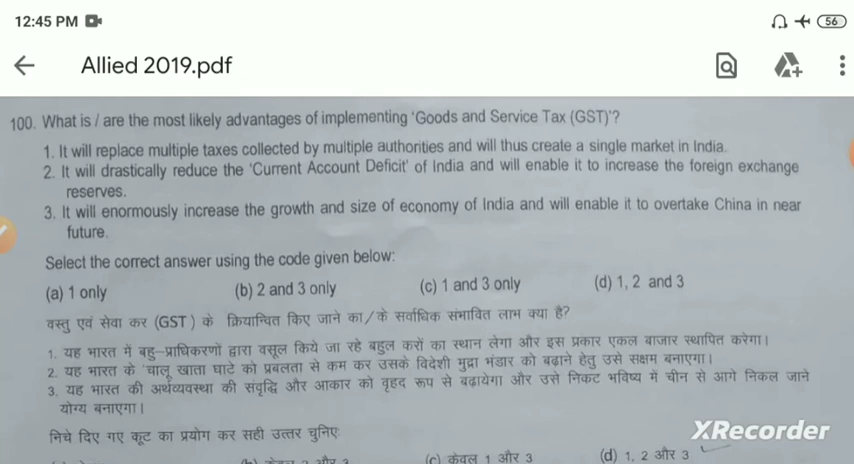 12:45 PM
56
Allied 2019.pdf
100. What is / are the most likely advantages of implementing 'Goods and Service Tax (GST)'?
1. It will replace multiple taxes collected by multiple authorities and will thus create a single market in India.
2. It will drastically reduce the 'Current Account Deficit' of India and will enable it to increase the foreign exchange
reserves.
3. It will enormously increase the growth and size of economy of India and will enable it to overtake China in near
future.
Select the correct answer using the code given below:
(a) 1 only (b) 2 and 3 only (c) 1 and 3 only (d) 1, 2 and 3
वस्तु एवं सेवा कर (GST ) के क्रियान्वित किए जाने का/के सर्वाधिक संभावित लाभ क्या है?
1. यह भारत में बहु-प्राधिकरणों द्वारा वसूल किये जा रहे बहुल करों का स्थान लेगा और इस प्रकार एकल बाजार स्थापित करेगा।
2. यह भारत के 'चालू खाता घाटे को प्रबलता से कम कर उसके विदेशी मुद्रा भंडार को बढ़ाने हेतु उसे सक्षम बनाएगा।
3. यह भारत की अर्थव्यवस्था की संवृद्धि और आकार को वृहद रूप से बढ़ायेगा और उसे निकट भविष्य में चीन से आगे निकल जाने
योग्य बनाएगा।
निचे दिए गए कूट का प्रयोग कर सही उत्तर चुनिए
XRecorder
(c) केवल 1 और 3 (d) 1, 2 और 3